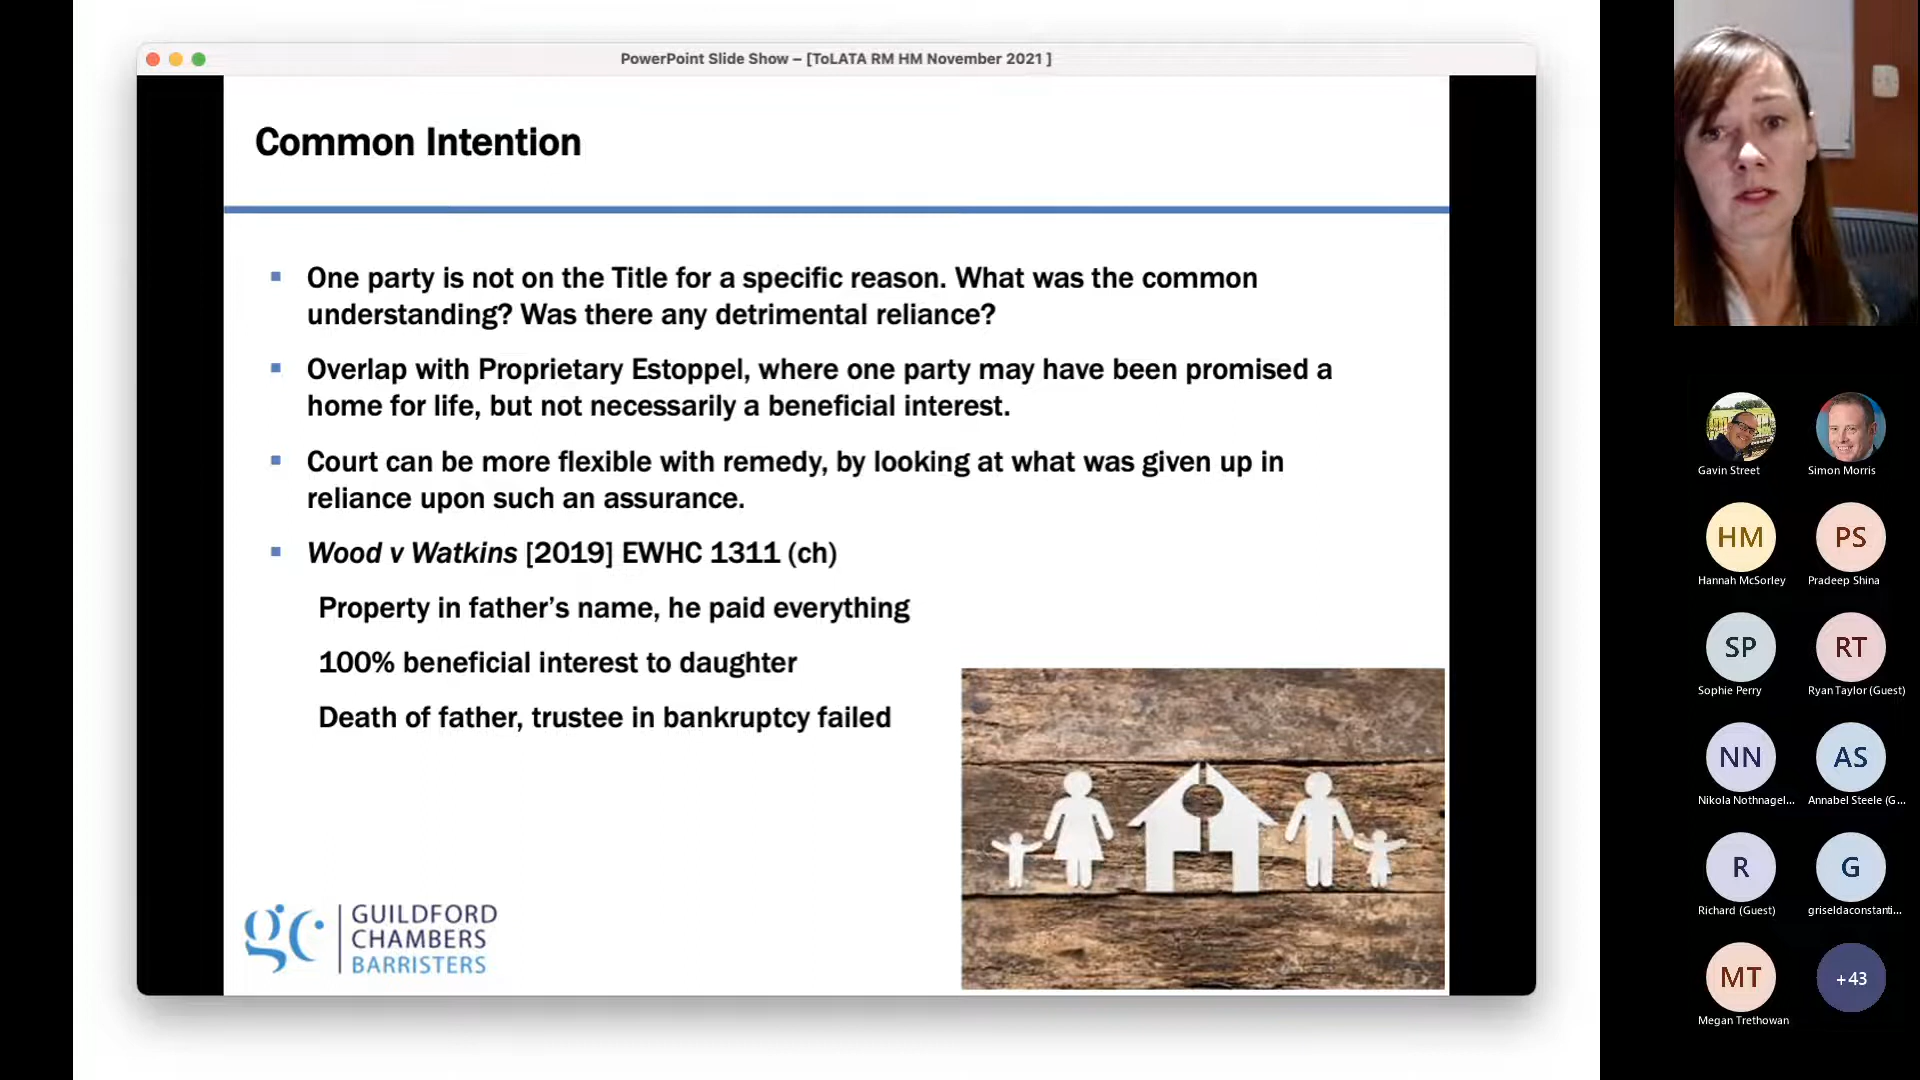 PowerPoint Slide Show – [ToLATA RM HM November 2021 ]
Common Intention
One party is not on the Title for a specific reason. What was the common
understanding? Was there any detrimental reliance?
Overlap with Proprietary Estoppel, where one party may have been promised a
home for life, but not necessarily a beneficial interest.
Court can be more flexible with remedy, by looking at what was given up in
reliance upon such an assurance.
Wood v Watkins [2019] EWHC 1311 (ch)
Property in father’s name, he paid everything
100% beneficial interest to daughter
Death of father, trustee in bankruptcy failed
gc
GUILDFORD
CHAMBERS
BARRISTERS
Gavin Street
Simon Morris
HM
PS
Hannah McSorley
Pradeep Shina
SP
RT
Sophie Perry
Ryan Taylor (Guest)
NN
AS
Nikola Nothnagel...
Annabel Steele (G...
R
G
Richard (Guest)
griseldaconstanti...
MT
+43
Megan Trethowan